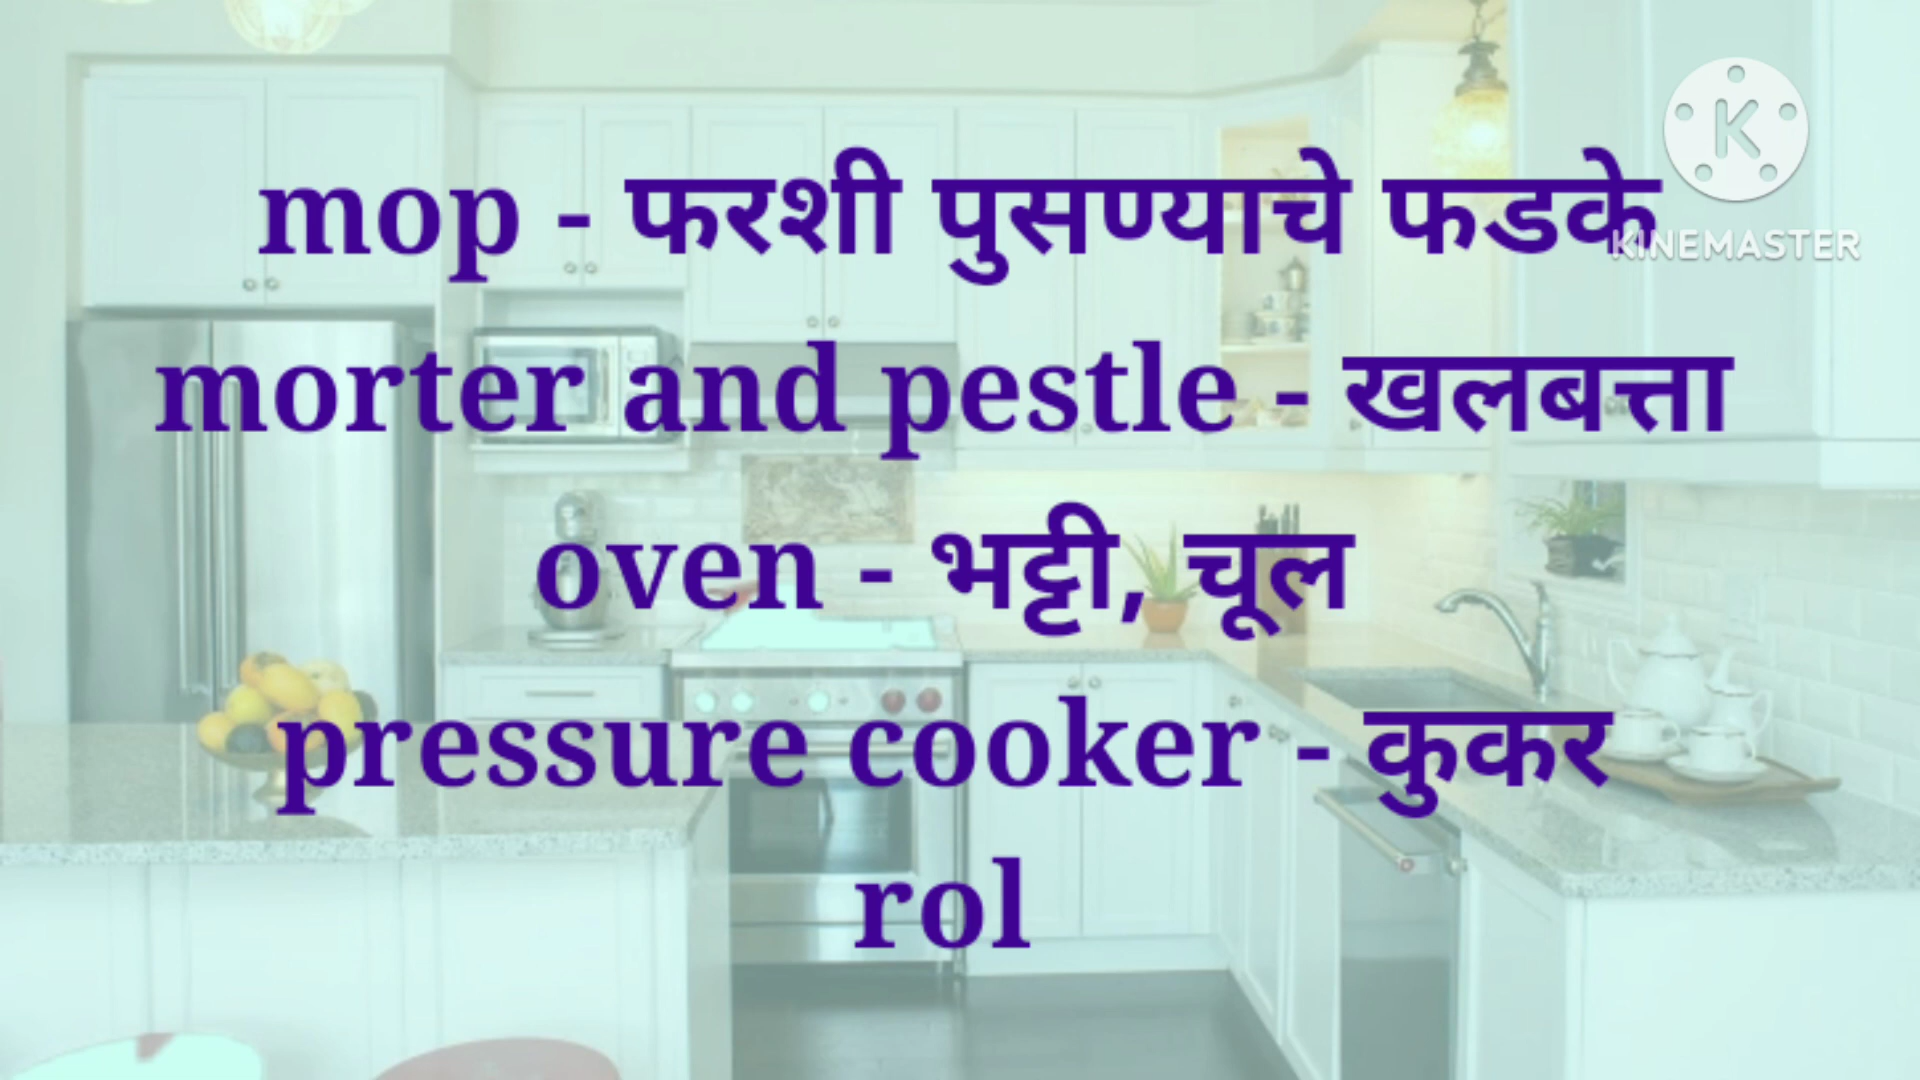 mop - फरशी पुसण्याचे फडके
KINEMASTER
morter and pestle - खलबत्ता
oven - भट्टी, चूल
pressure cooker - कुकर
rol